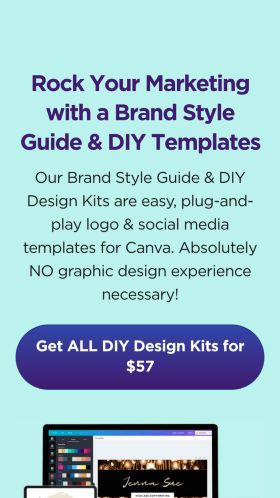 Rock Your Marketing
with a Brand Style
Guide & DIY Templates
Our Brand Style Guide & DIY
Design Kits are easy, plug-and-
play logo & social media
templates for Canva. Absolutely
NO graphic design experience
necessary!
Get ALL DIY Design Kits for
$57
Jenna Sae